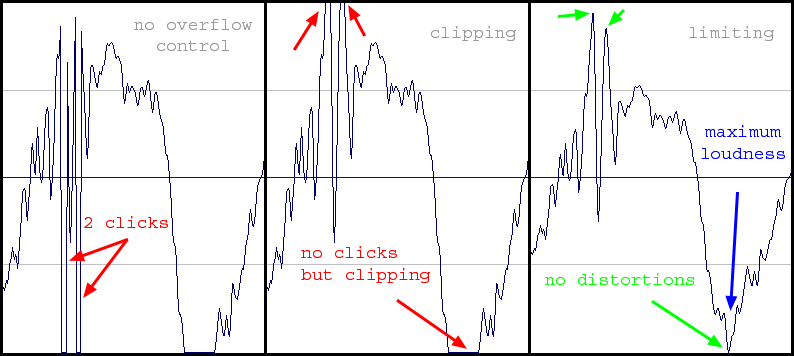 no overflow
control
2 clicks
clipping
no clicks
but clipping
limiting
maximum
loudness
no distortions